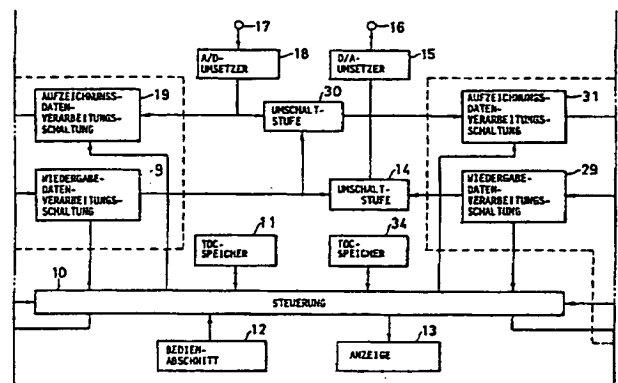 17
16
A/D-
UMSETZER
18
D/A-
UMSETZER
15
AUFZEICHNUNGS-
DATEN-
VERARBEITUNGS-
SCHALTUNG
19
UMSCHALT-
STUFE
30
AUFZEICHNUNGS-
DATEN-
VERARBEITUNGS-
SCHALTUNG
31
WIEDERGABE-
DATEN-
VERARBEITUNGS-
SCHALTUNG
9
UMSCHALT-
STUFE
14
WIEDERGABE-
DATEN-
VERARBEITUNGS-
SCHALTUNG
29
TOC-
SPEICHER
11
TOC-
SPEICHER
34
10
STEUERUNG
BEDIEN-
ABSCHNITT
12
ANZEIGE
13